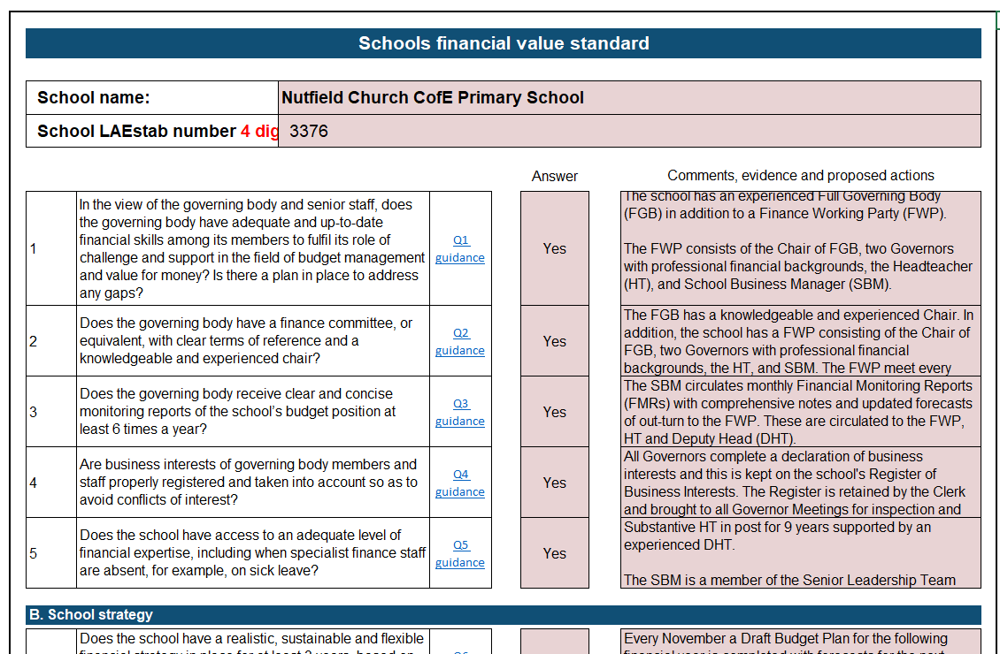 Schools financial value standard
School name:
Nutfield Church CofE Primary School
School LAEstab number 4 dig
3376
Answer
Comments, evidence and proposed actions
1
In the view of the governing body and senior staff, does
the governing body have adequate and up-to-date
financial skills among its members to fulfil its role of
challenge and support in the field of budget management
and value for money? Is there a plan in place to address
any gaps?
Q1
guidance
Yes
The school has an experienced Full Governing Body
(FGB) in addition to a Finance Working Party (FWP).
The FWP consists of the Chair of FGB, two Governors
with professional financial backgrounds, the Headteacher
(HT), and School Business Manager (SBM).
2
Does the governing body have a finance committee, or
equivalent, with clear terms of reference and a
knowledgeable and experienced chair?
Q2
guidance
Yes
The FGB has a knowledgeable and experienced Chair. In
addition, the school has a FWP consisting of the Chair of
FGB, two Governors with professional financial
backgrounds, the HT, and SBM. The FWP meet every
3
Does the governing body receive clear and concise
monitoring reports of the school's budget position at
least 6 times a year?
Q3
guidance
Yes
The SBM circulates monthly Financial Monitoring Reports
(FMRs) with comprehensive notes and updated forecasts
of out-turn to the FWP. These are circulated to the FWP,
HT and Deputy Head (DHT).
4
Are business interests of governing body members and
staff properly registered and taken into account so as to
avoid conflicts of interest?
Q4
guidance
Yes
All Governors complete a declaration of business
interests and this is kept on the school's Register of
Business Interests. The Register is retained by the Clerk
and brought to all Governor Meetings for inspection and
5
Does the school have access to an adequate level of
financial expertise, including when specialist finance staff
are absent, for example, on sick leave?
Q5
guidance
Yes
Substantive HT in post for 9 years supported by an
experienced DHT.
The SBM is a member of the Senior Leadership Team
B. School strategy
Does the school have a realistic, sustainable and flexible
Every November a Draft Budget Plan for the following